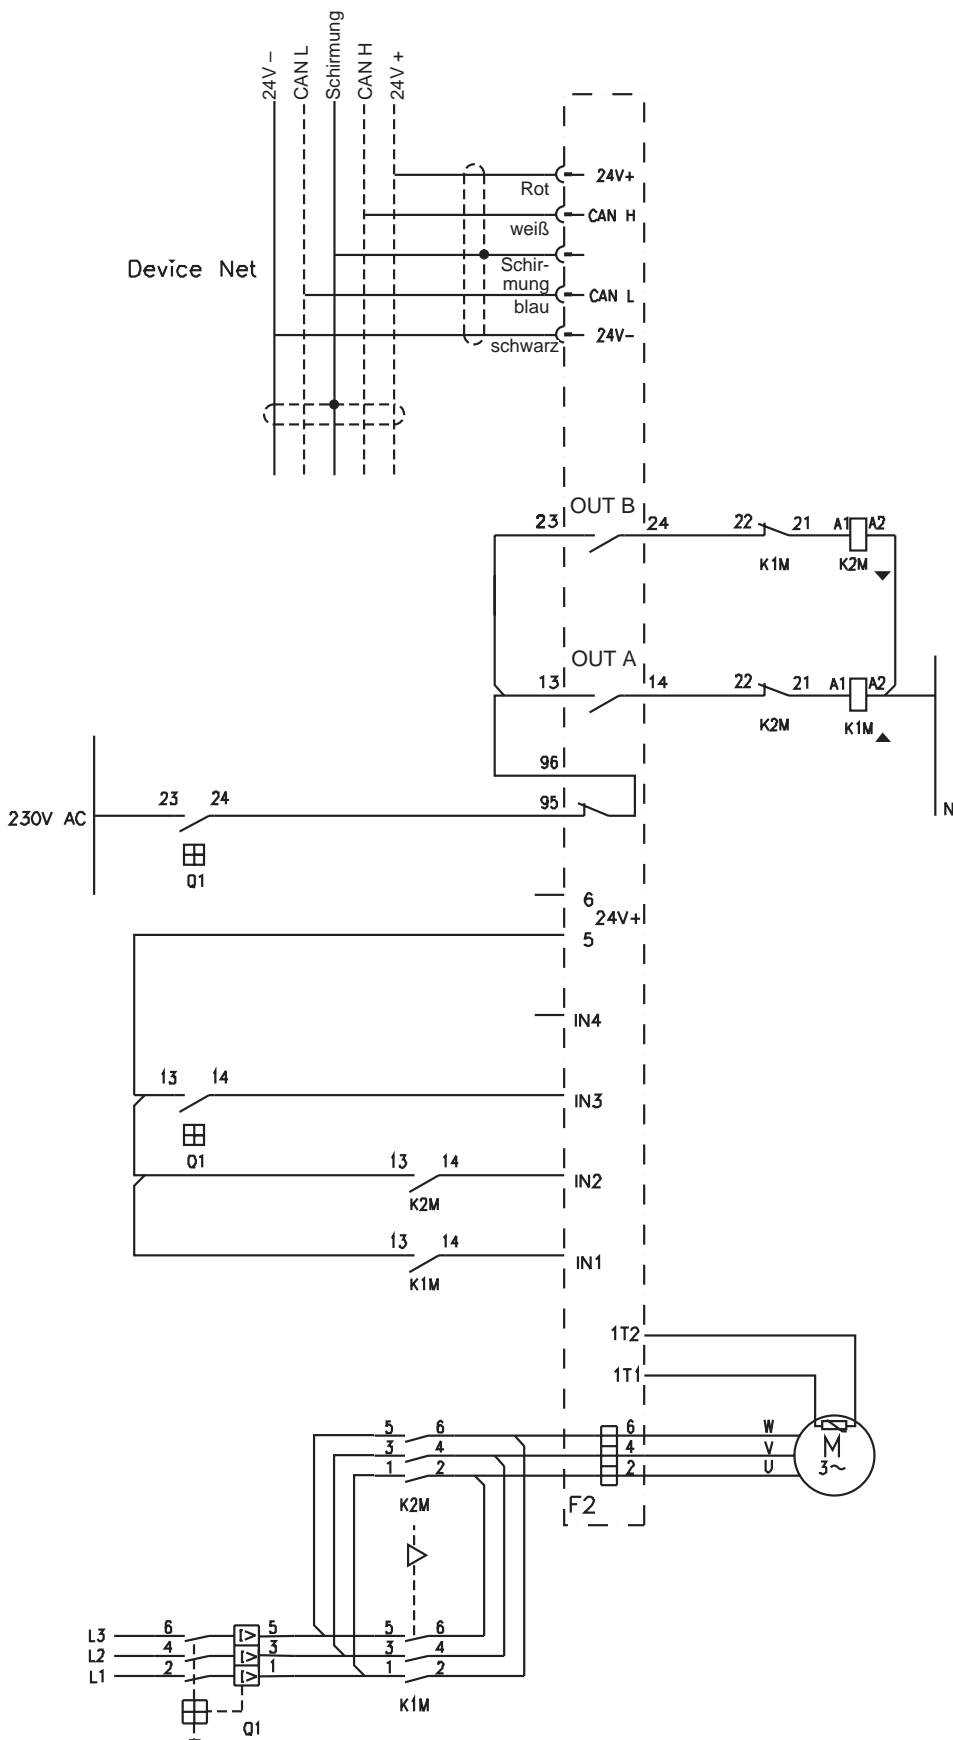 24V –
CAN L
Schirmung
CAN H
24V +
Rot
24V+
weiß
CAN H
Device Net
Schir-
mung
blau
CAN L
schwarz
24V-
OUT B
23 24 22 21 A1 A2
K1M K2M
OUT A
13 14 22 21 A1 A2
K2M K1M
96
230V AC 23 24 95 N
Q1
6
24V+
5
IN4
13 14
IN3
Q1
13 14
IN2
K2M
13 14
IN1
K1M
1T2
1T1
5 6 6 W
3 4 4 V M
1 2 2 U 3~
K2M F2
L3 6 [> 5 5 6
L2 4 [> 3 3 4
L1 2 [> 1 1 2
K1M
Q1